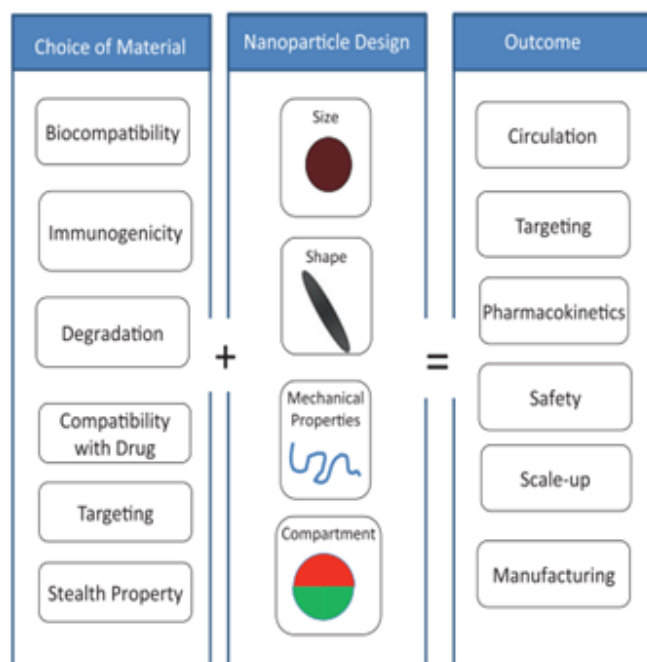 Choice of Material
Biocompatibility
Immunogenicity
Degradation
Compatibility
with Drug
Targeting
Stealth Property
+
Nanoparticle Design
Size
Shape
Mechanical
Properties
Compartment
=
Outcome
Circulation
Targeting
Pharmacokinetics
Safety
Scale-up
Manufacturing